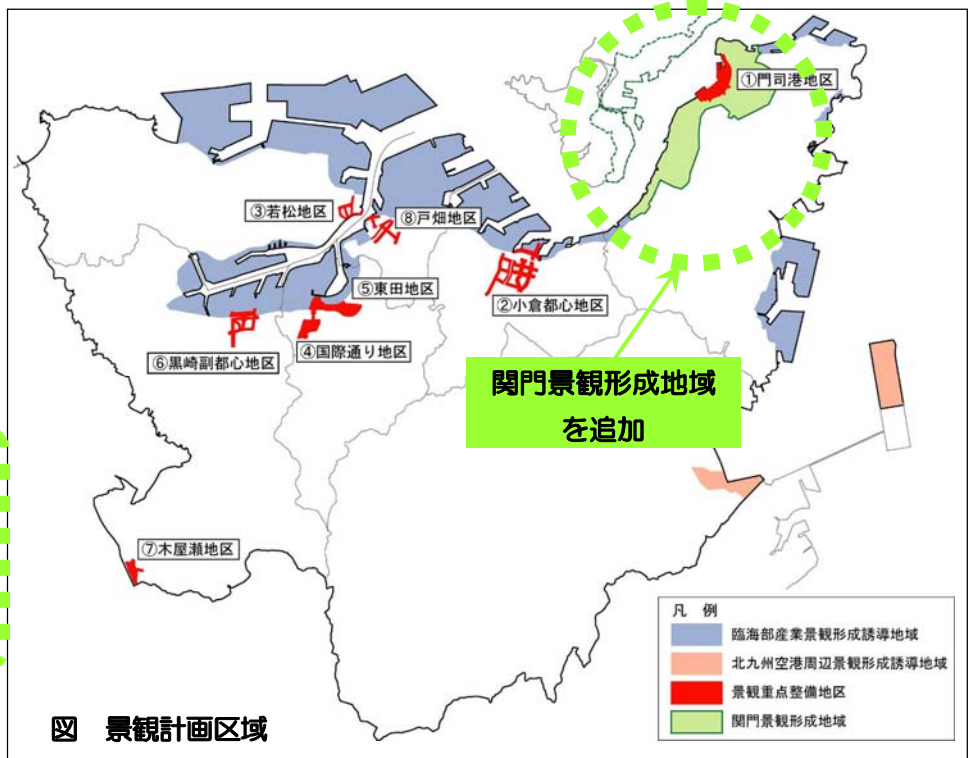 ①門司港地区
③若松地区
⑧戸畑地区
⑤東田地区
②小倉都心地区
⑥黒崎副都心地区
④国際通り地区
関門景観形成地域
を追加
⑦木屋瀬地区
凡 例
臨海部産業景観形成誘導地域
北九州空港周辺景観形成誘導地域
景観重点整備地区
関門景観形成地域
図 景観計画区域